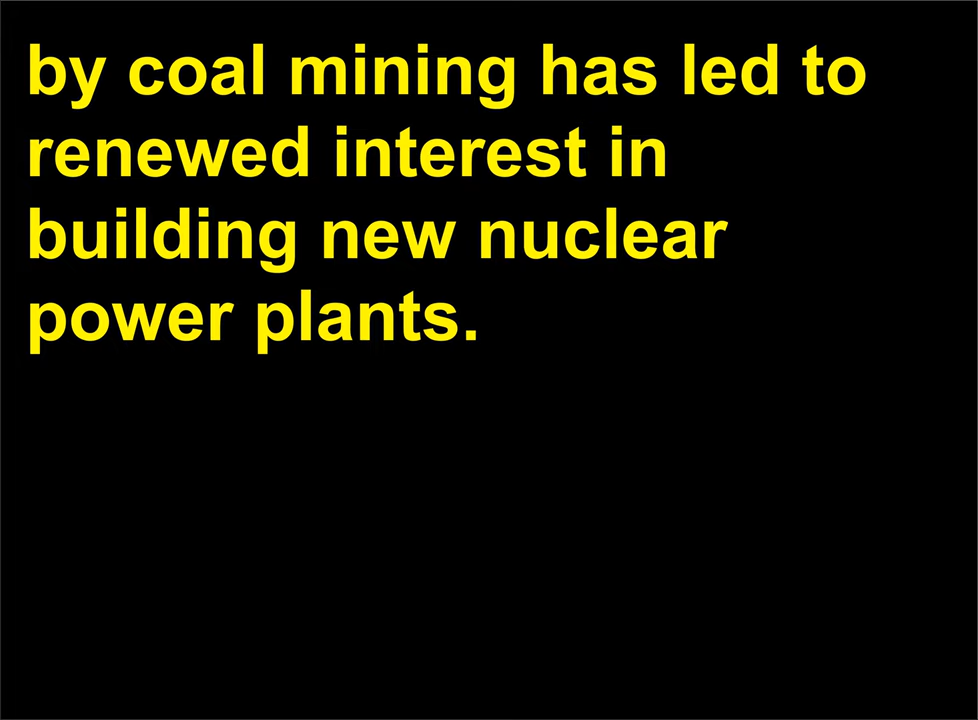 by coal mining has led to
renewed interest in
building new nuclear
power plants.